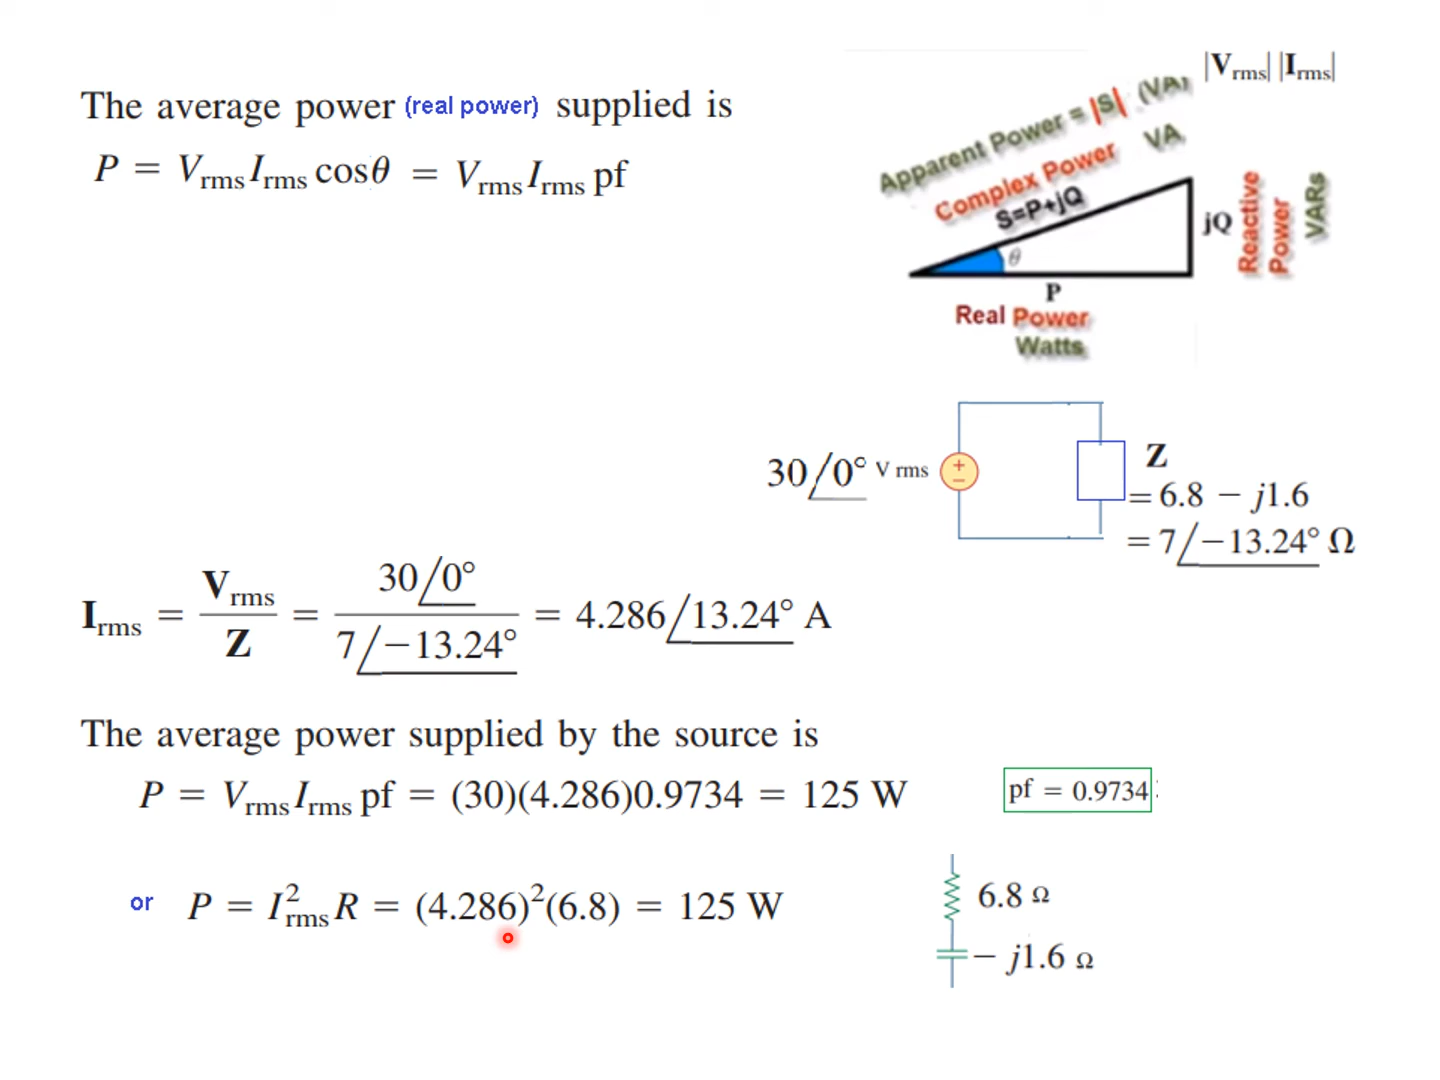 The average power (real power) supplied is
P = V_rms I_rms cosθ = V_rms I_rms pf
|V_rms| |I_rms|
Apparent Power = |S| (VA)
Complex Power VA
S=P+jQ
θ
jQ
Reactive
Power
VARs
P
Real Power
Watts
30∠0° V rms
+
−
Z
= 6.8 − j1.6
= 7∠−13.24° Ω
I_rms = V_rms / Z = 30∠0° / 7∠−13.24° = 4.286∠13.24° A
The average power supplied by the source is
P = V_rms I_rms pf = (30)(4.286)0.9734 = 125 W
pf = 0.9734
or P = I²_rms R = (4.286)²(6.8) = 125 W
6.8 Ω
− j1.6 Ω